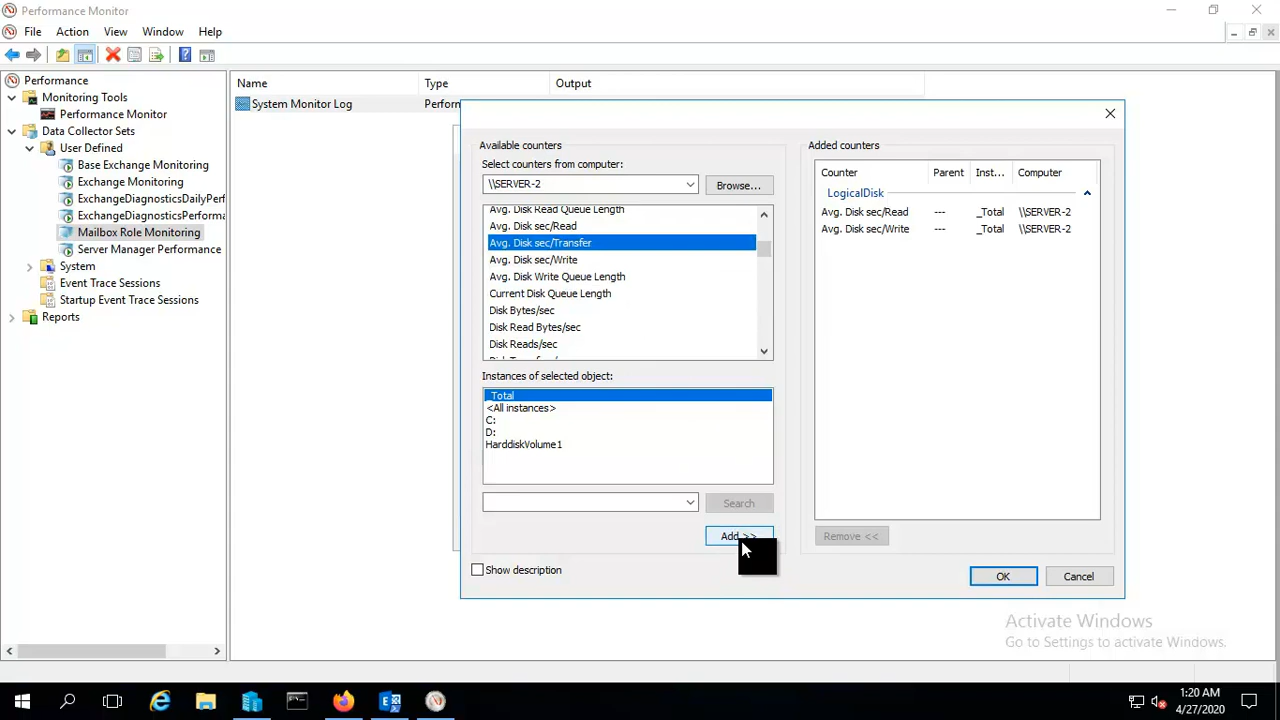 Performance Monitor
File Action View Window Help
Performance
Monitoring Tools
Performance Monitor
Data Collector Sets
User Defined
Base Exchange Monitoring
Exchange Monitoring
ExchangeDiagnosticsDailyPerf
ExchangeDiagnosticsPerforma
Mailbox Role Monitoring
Server Manager Performance
System
Event Trace Sessions
Startup Event Trace Sessions
Reports
Name Type Output
System Monitor Log Perforn
Available counters
Select counters from computer:
\\SERVER-2 Browse...
Avg. Disk Read Queue Length
Avg. Disk sec/Read
Avg. Disk sec/Transfer
Avg. Disk sec/Write
Avg. Disk Write Queue Length
Current Disk Queue Length
Disk Bytes/sec
Disk Read Bytes/sec
Disk Reads/sec
Instances of selected object:
_Total
<All instances>
C:
D:
HarddiskVolume1
Search
Add >>
Show description
Added counters
Counter Parent Inst... Computer
LogicalDisk
Avg. Disk sec/Read --- _Total \\SERVER-2
Avg. Disk sec/Write --- _Total \\SERVER-2
Remove <<
OK Cancel
Activate Windows
Go to Settings to activate Windows.
1:20 AM
4/27/2020